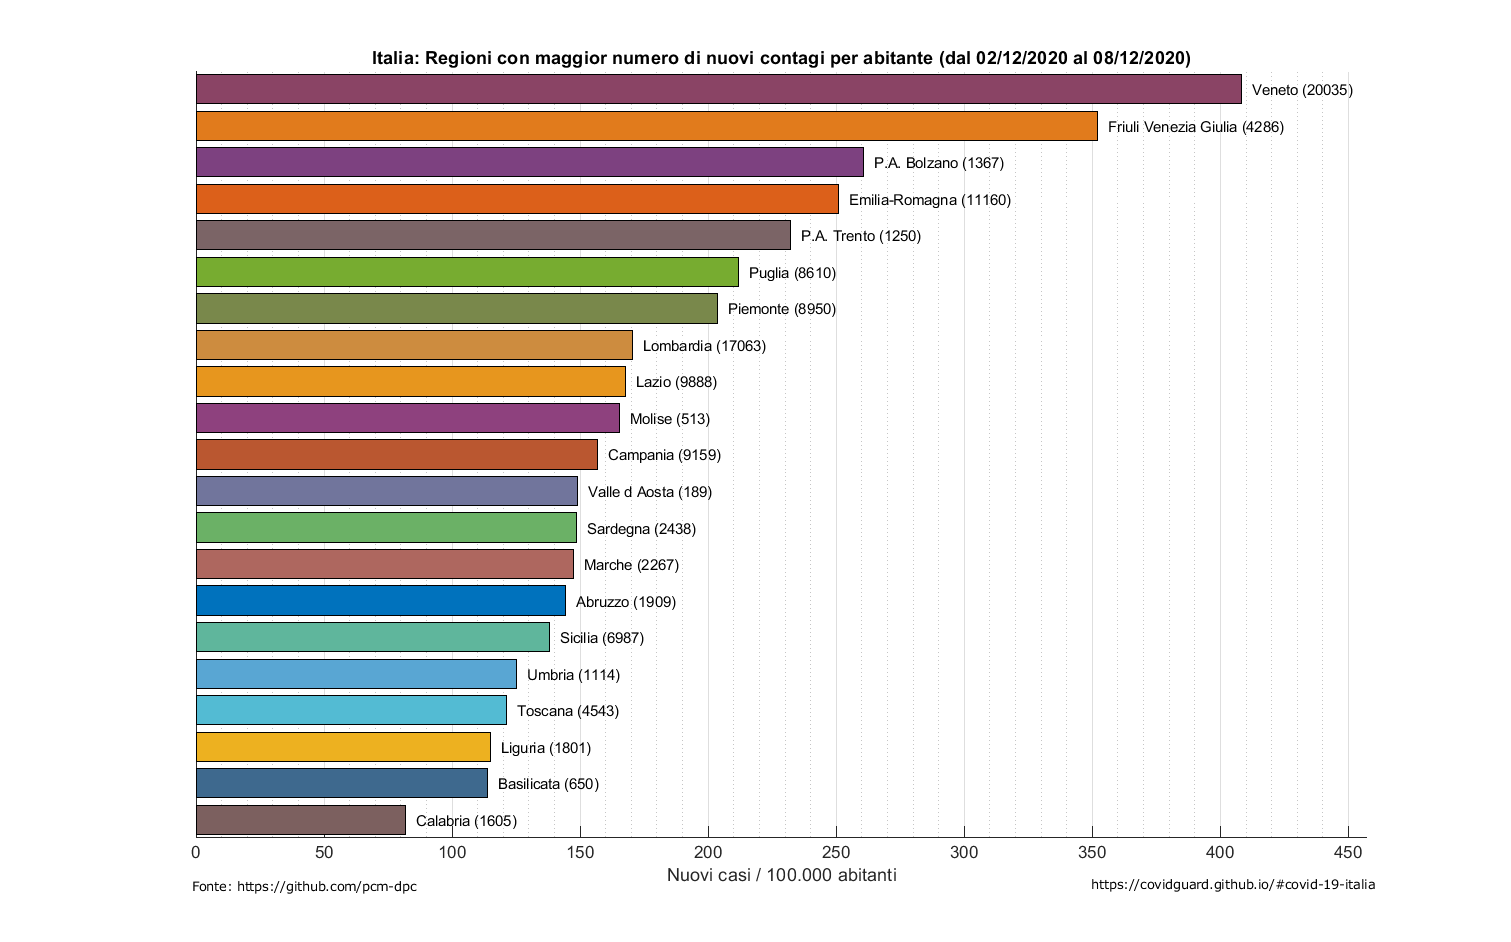 Italia: Regioni con maggior numero di nuovi contagi per abitante (dal 02/12/2020 al 08/12/2020)
Veneto (20035)
Friuli Venezia Giulia (4286)
P.A. Bolzano (1367)
Emilia-Romagna (11160)
P.A. Trento (1250)
Puglia (8610)
Piemonte (8950)
Lombardia (17063)
Lazio (9888)
Molise (513)
Campania (9159)
Valle d Aosta (189)
Sardegna (2438)
Marche (2267)
Abruzzo (1909)
Sicilia (6987)
Umbria (1114)
Toscana (4543)
Liguria (1801)
Basilicata (650)
Calabria (1605)
0 50 100 150 200 250 300 350 400 450
Nuovi casi / 100.000 abitanti
Fonte: https://github.com/pcm-dpc
https://covidguard.github.io/#covid-19-italia